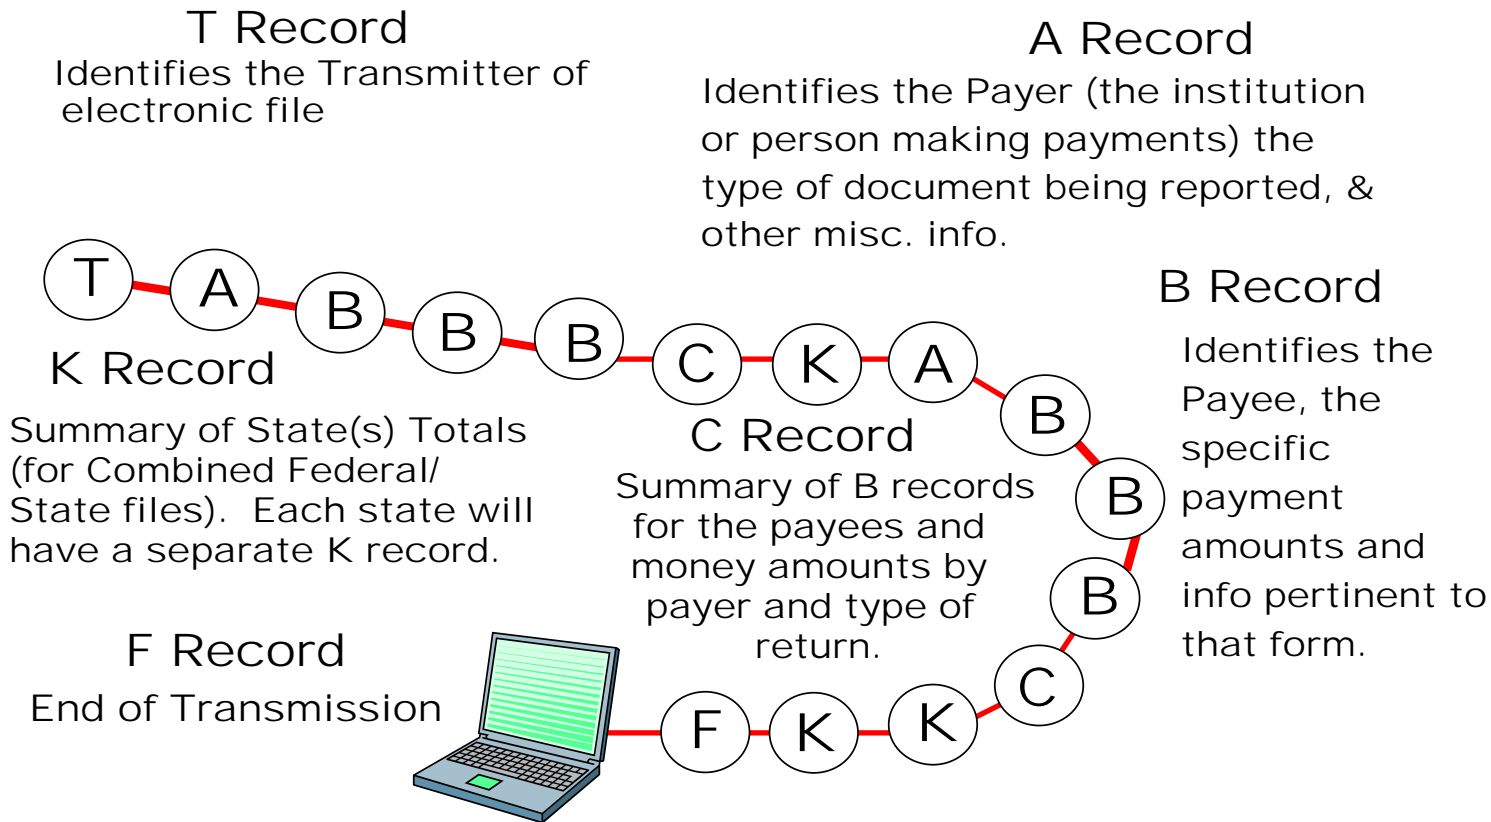 T Record
Identifies the Transmitter of
electronic file
A Record
Identifies the Payer (the institution
or person making payments) the
type of document being reported, &
other misc. info.
T
A
B
B
B
C
K
A
B
B
B
C
K
K
F
B Record
Identifies the
Payee, the
specific
payment
amounts and
info pertinent to
that form.
K Record
Summary of State(s) Totals
(for Combined Federal/
State files).  Each state will
have a separate K record.
C Record
Summary of B records
for the payees and
money amounts by
payer and type of
return.
F Record
End of Transmission